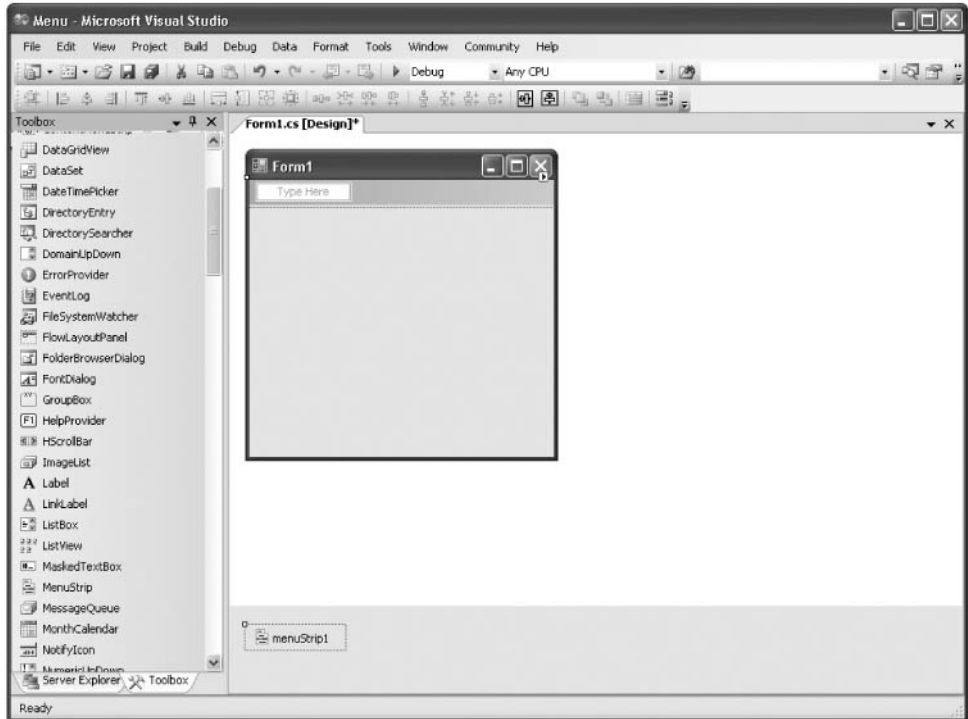 Menu - Microsoft Visual Studio
File Edit View Project Build Debug Data Format Tools Window Community Help
Debug Any CPU
Toolbox
Form1.cs [Design]*
DataGridView
DataSet
DateTimePicker
DirectoryEntry
DirectorySearcher
DomainUpDown
ErrorProvider
EventLog
FileSystemWatcher
FlowLayoutPanel
FolderBrowserDialog
FontDialog
GroupBox
F1 HelpProvider
HScrollBar
ImageList
A Label
A LinkLabel
ListBox
ListView
MaskedTextBox
MenuStrip
MessageQueue
MonthCalendar
NotifyIcon
NumericUpDown
Server Explorer Toolbox
Form1
Type Here
menuStrip1
Ready